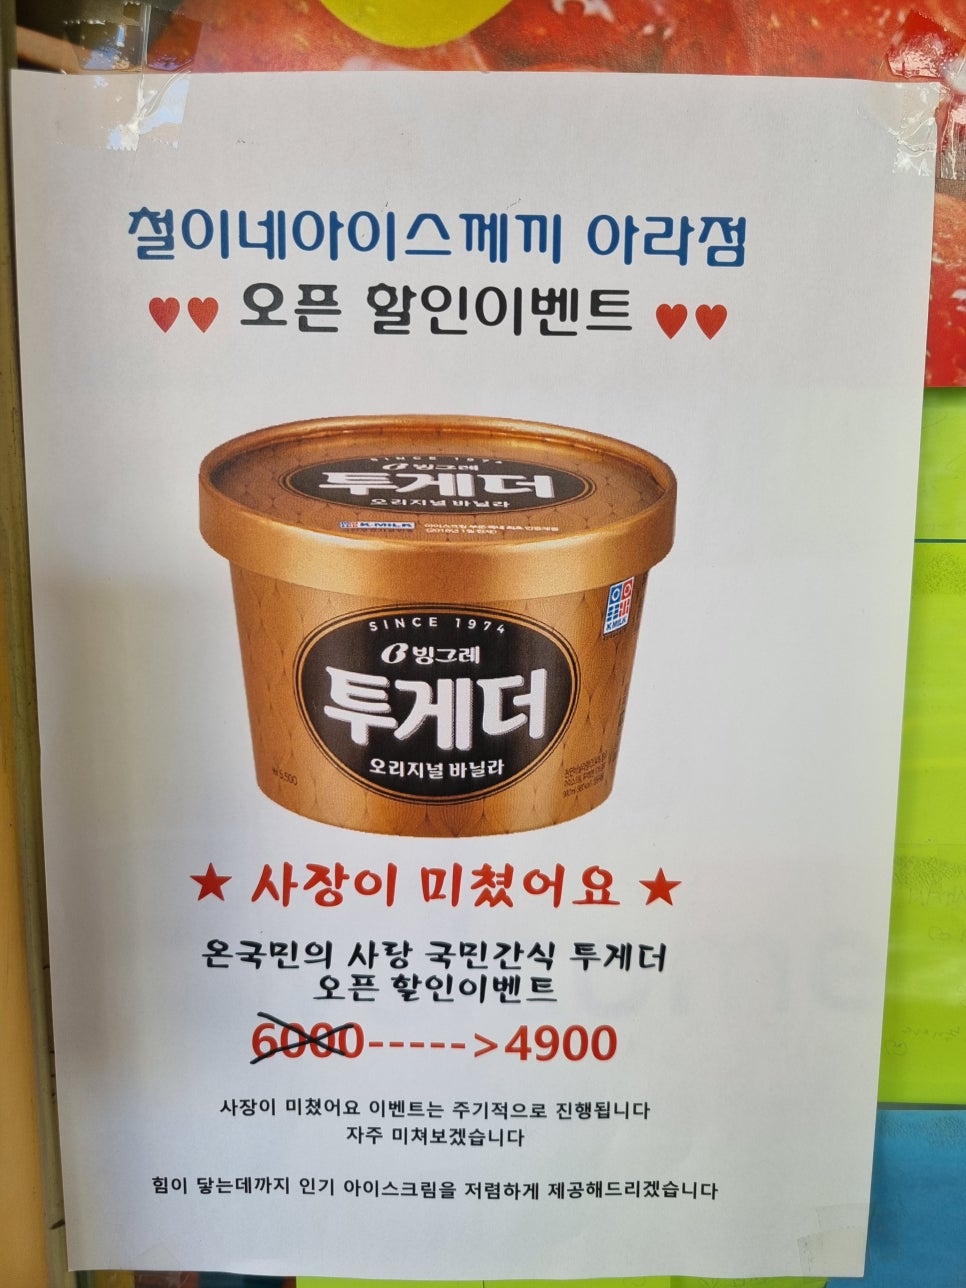 철이네아이스께끼 아라점
♥♥ 오픈 할인이벤트 ♥♥
SINCE 1974
빙그레
투게더
오리지널 바닐라
K-MILK
SINCE 1974
빙그레
투게더
오리지널 바닐라
K-MILK
★ 사장이 미쳤어요 ★
온국민의 사랑 국민간식 투게더
오픈 할인이벤트
6000----->4900
사장이 미쳤어요 이벤트는 주기적으로 진행됩니다
자주 미쳐보겠습니다
힘이 닿는데까지 인기 아이스크림을 저렴하게 제공해드리겠습니다